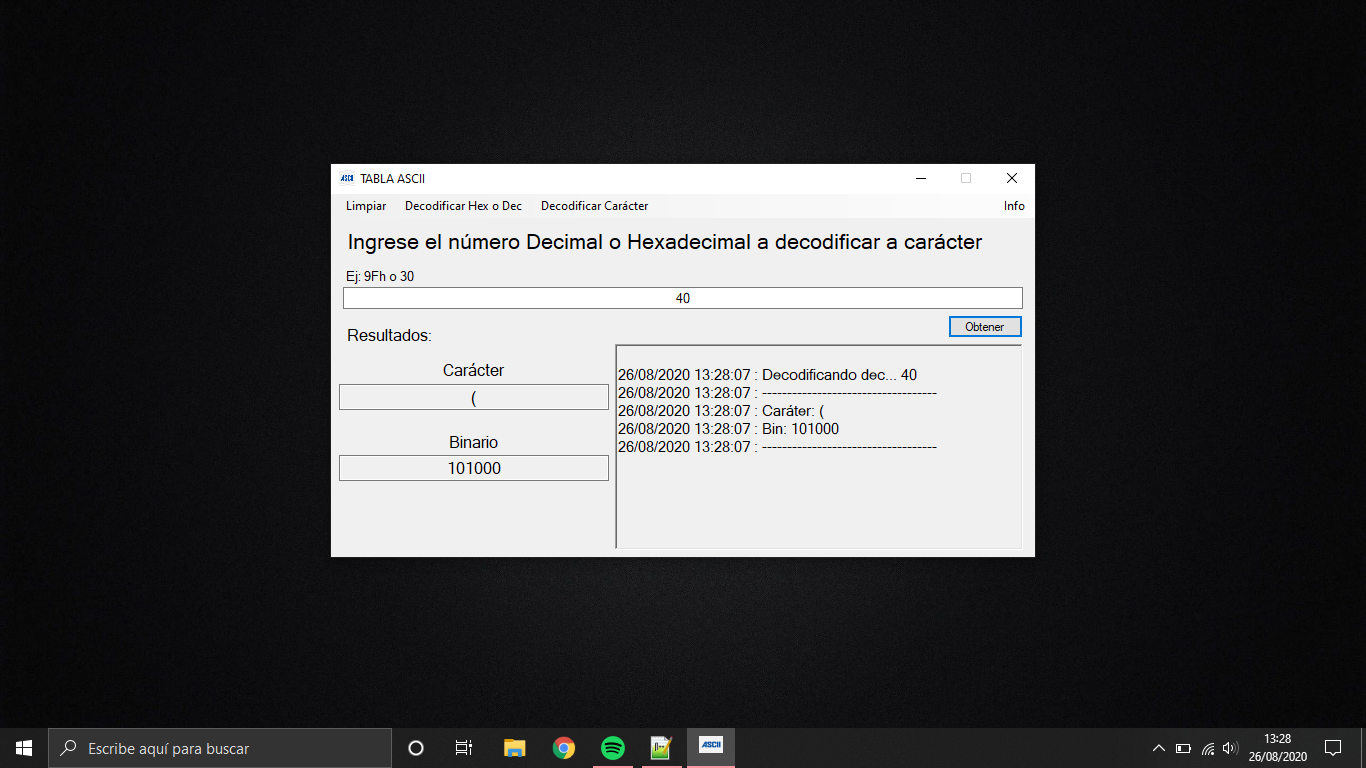 ASCII TABLA ASCII
Limpiar Decodificar Hex o Dec Decodificar Carácter Info
Ingrese el número Decimal o Hexadecimal a decodificar a carácter
Ej: 9Fh o 30
40
Obtener
Resultados:
Carácter
(
Binario
101000
26/08/2020 13:28:07 : Decodificando dec... 40
26/08/2020 13:28:07 : -----------------------------------
26/08/2020 13:28:07 : Caráter: (
26/08/2020 13:28:07 : Bin: 101000
26/08/2020 13:28:07 : -----------------------------------
Escribe aquí para buscar
ASCII
13:28
26/08/2020